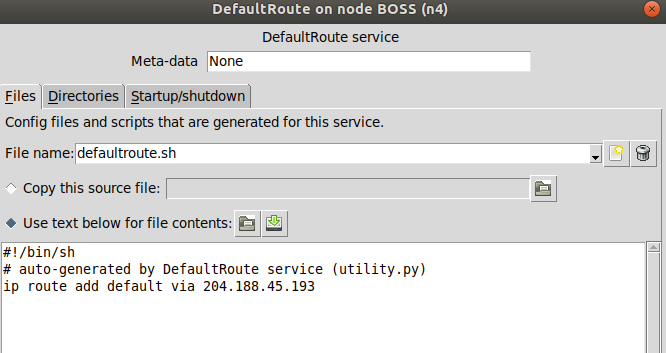 DefaultRoute on node BOSS (n4)
DefaultRoute service
Meta-data None
Files Directories Startup/shutdown
Config files and scripts that are generated for this service.
File name: defaultroute.sh
Copy this source file:
Use text below for file contents:
#!/bin/sh
# auto-generated by DefaultRoute service (utility.py)
ip route add default via 204.188.45.193